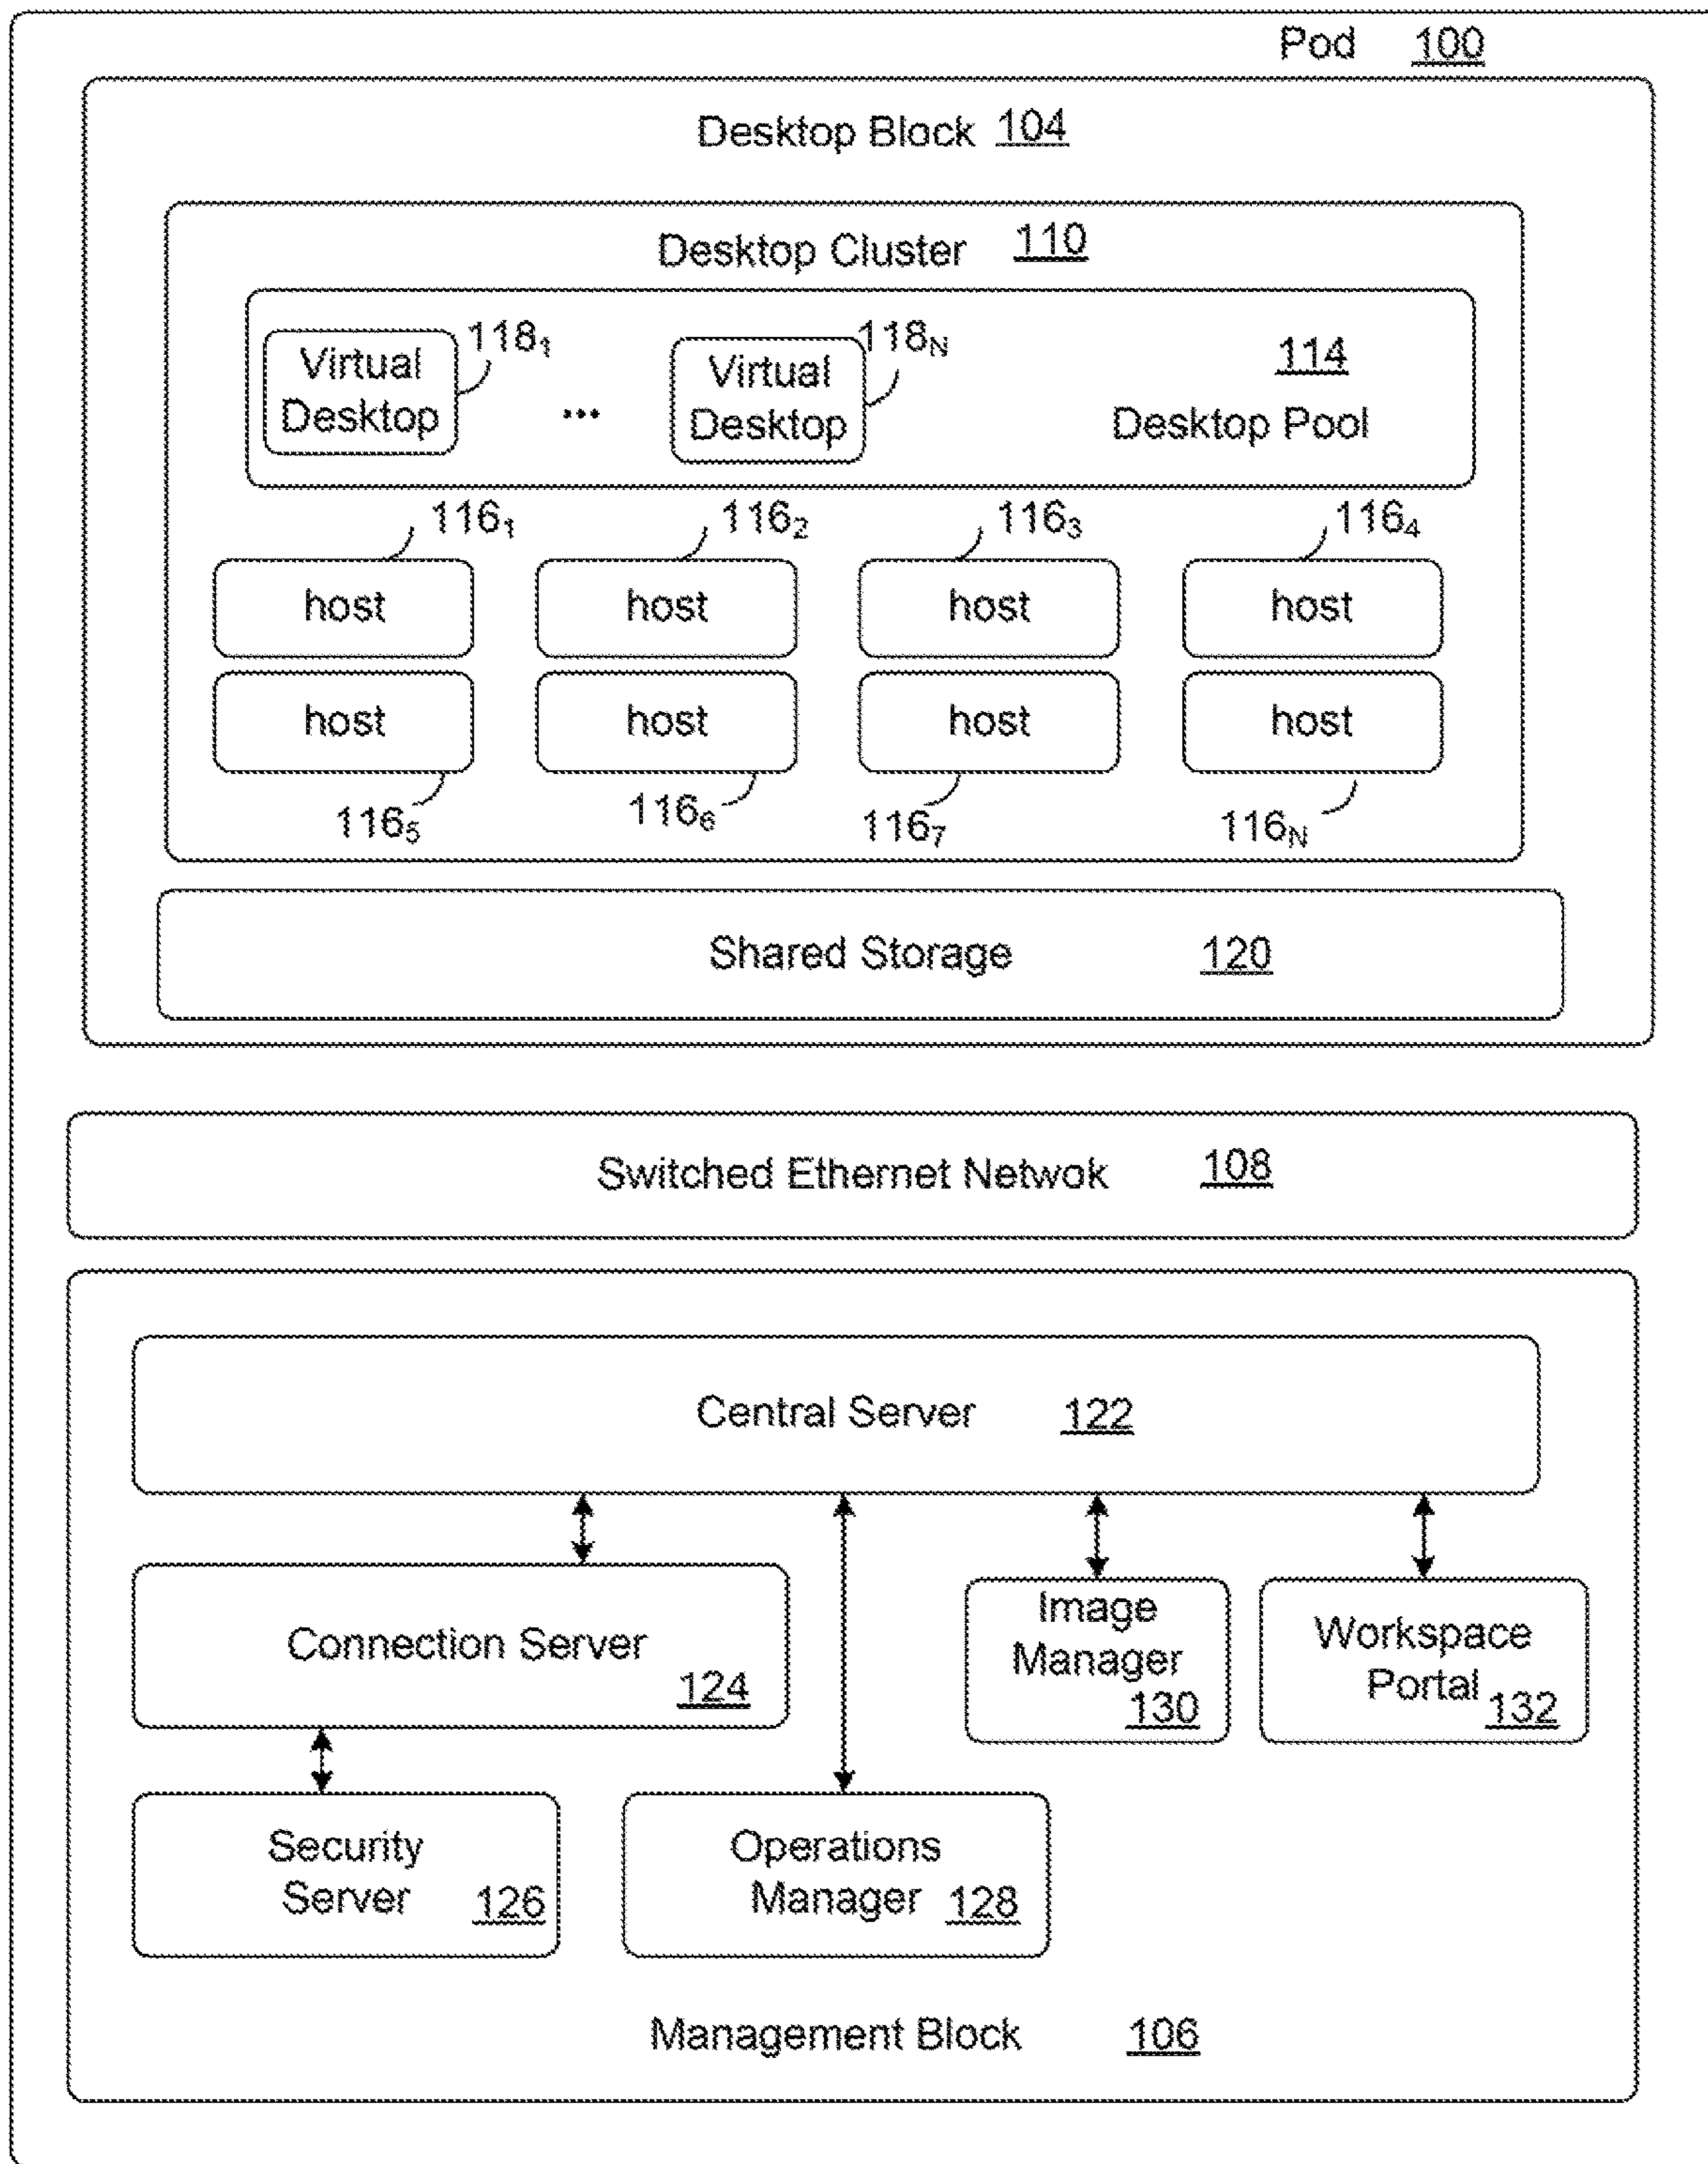 Pod 100
Desktop Block 104
Desktop Cluster 110
118₁ 118_N
Virtual Desktop
...
Virtual Desktop
114
Desktop Pool
116₁ 116₂ 116₃ 116₄
host host host host
host host host host
116₅ 116₆ 116₇ 116_N
Shared Storage 120
Switched Ethernet Netwok 108
Central Server 122
Connection Server
124
Image
Manager
130
Workspace
Portal 132
Security
Server 126
Operations
Manager 128
Management Block 106